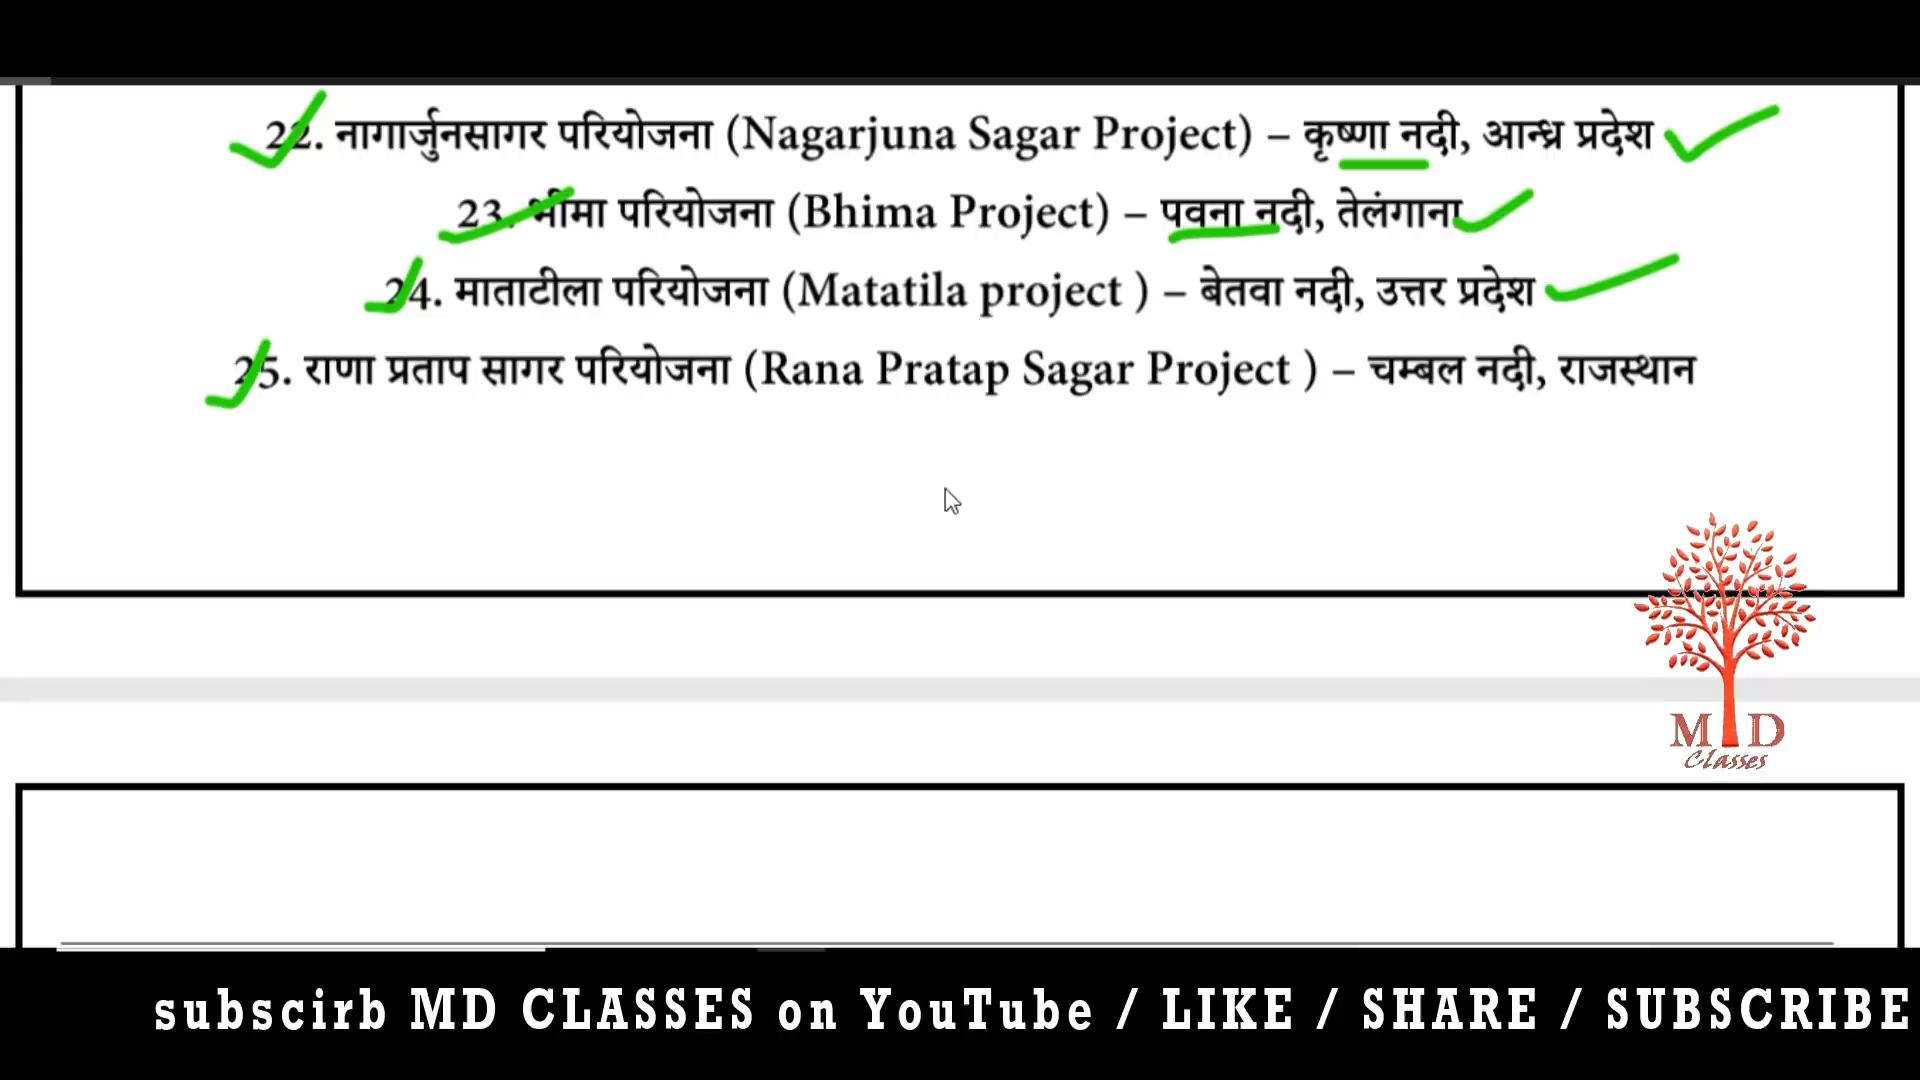 22. नागार्जुनसागर परियोजना (Nagarjuna Sagar Project) – कृष्णा नदी, आन्ध्र प्रदेश
23. भीमा परियोजना (Bhima Project) – पवना नदी, तेलंगाना
24. माताटीला परियोजना (Matatila project ) – बेतवा नदी, उत्तर प्रदेश
25. राणा प्रताप सागर परियोजना (Rana Pratap Sagar Project ) – चम्बल नदी, राजस्थान
M D
Classes
subscirb MD CLASSES on YouTube / LIKE / SHARE / SUBSCRIBE